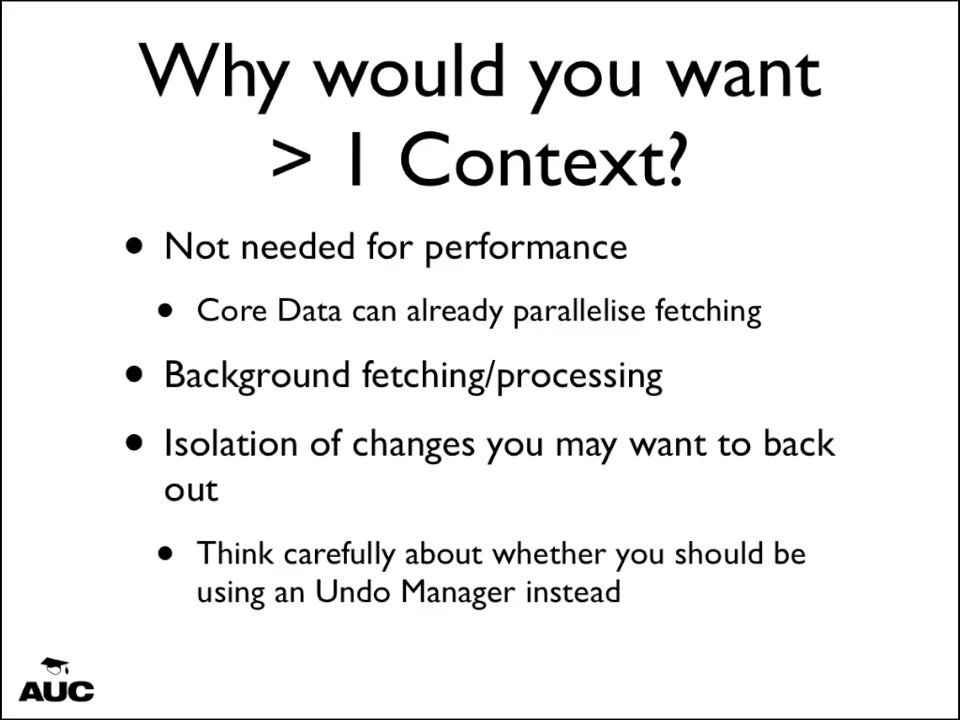 Why would you want
> 1 Context?
• Not needed for performance
• Core Data can already parallelise fetching
• Background fetching/processing
• Isolation of changes you may want to back
out
• Think carefully about whether you should be
using an Undo Manager instead
AUC